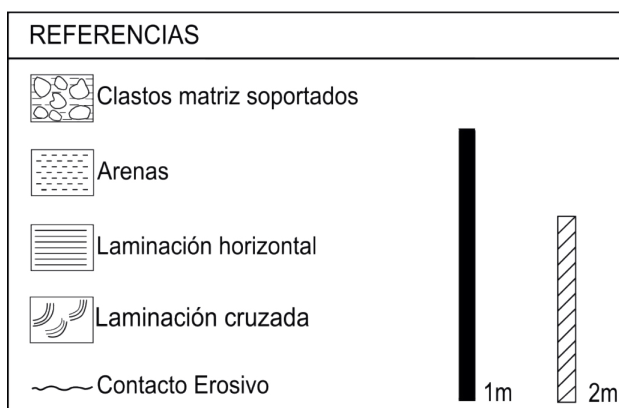 REFERENCIAS
Clastos matriz soportados
Arenas
Laminación horizontal
Laminación cruzada
Contacto Erosivo
1m
2m